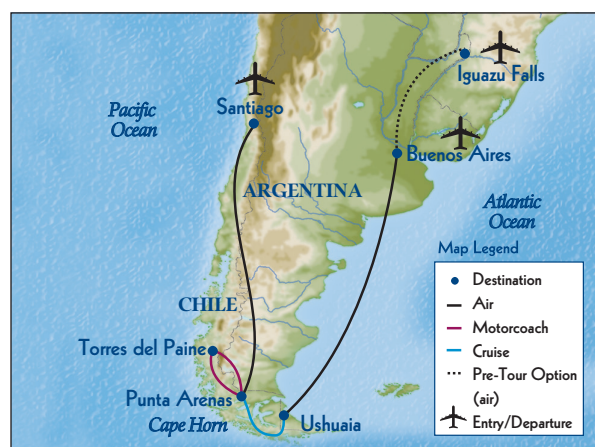 Iguazu Falls
Santiago
Pacific
Ocean
Buenos Aires
ARGENTINA
Atlantic
Ocean
Map Legend
Destination
Air
Motorcoach
Cruise
Pre-Tour Option
(air)
Entry/Departure
CHILE
Torres del Paine
Punta Arenas
Cape Horn
Ushuaia